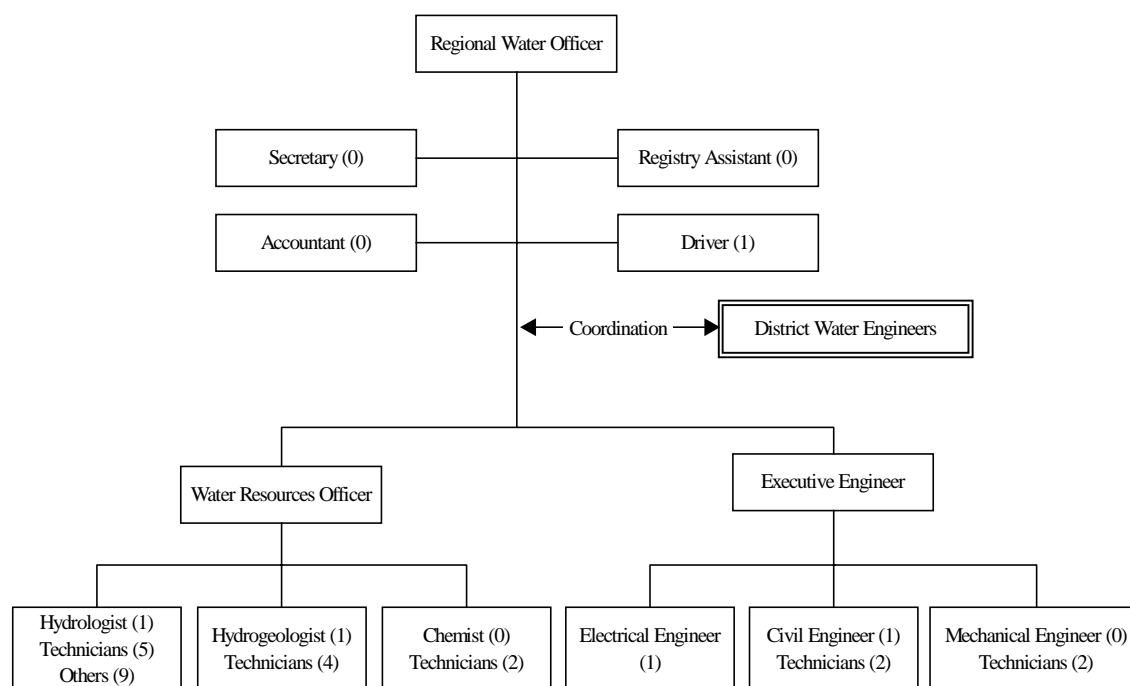 Regional Water Officer
Secretary (0)
Registry Assistant (0)
Accountant (0)
Driver (1)
Coordination
District Water Engineers
Water Resources Officer
Executive Engineer
Hydrologist (1)
Technicians (5)
Others (9)
Hydrogeologist (1)
Technicians (4)
Chemist (0)
Technicians (2)
Electrical Engineer
(1)
Civil Engineer (1)
Technicians (2)
Mechanical Engineer (0)
Technicians (2)